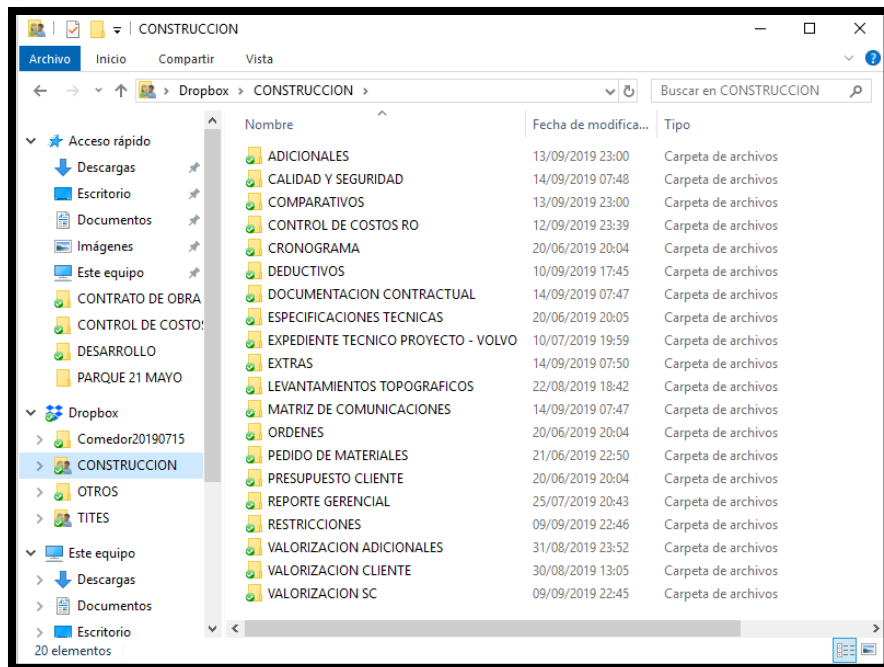 CONSTRUCCION
Archivo Inicio Compartir Vista
Dropbox CONSTRUCCION Buscar en CONSTRUCCION
Acceso rápido
Descargas
Escritorio
Documentos
Imágenes
Este equipo
CONTRATO DE OBRA
CONTROL DE COSTOS
DESARROLLO
PARQUE 21 MAYO
Dropbox
Comedor20190715
CONSTRUCCION
OTROS
TITES
Este equipo
Descargas
Documentos
Escritorio
Nombre Fecha de modifica... Tipo
ADICIONALES 13/09/2019 23:00 Carpeta de archivos
CALIDAD Y SEGURIDAD 14/09/2019 07:48 Carpeta de archivos
COMPARATIVOS 13/09/2019 23:00 Carpeta de archivos
CONTROL DE COSTOS RO 12/09/2019 23:39 Carpeta de archivos
CRONOGRAMA 20/06/2019 20:04 Carpeta de archivos
DEDUCTIVOS 10/09/2019 17:45 Carpeta de archivos
DOCUMENTACION CONTRACTUAL 14/09/2019 07:47 Carpeta de archivos
ESPECIFICACIONES TECNICAS 20/06/2019 20:05 Carpeta de archivos
EXPEDIENTE TECNICO PROYECTO - VOLVO 10/07/2019 19:59 Carpeta de archivos
EXTRAS 14/09/2019 07:50 Carpeta de archivos
LEVANTAMIENTOS TOPOGRAFICOS 22/08/2019 18:42 Carpeta de archivos
MATRIZ DE COMUNICACIONES 14/09/2019 07:47 Carpeta de archivos
ORDENES 20/06/2019 20:04 Carpeta de archivos
PEDIDO DE MATERIALES 21/06/2019 22:50 Carpeta de archivos
PRESUPUESTO CLIENTE 20/06/2019 20:04 Carpeta de archivos
REPORTE GERENCIAL 25/07/2019 20:43 Carpeta de archivos
RESTRICCIONES 09/09/2019 22:46 Carpeta de archivos
VALORIZACION ADICIONALES 31/08/2019 23:52 Carpeta de archivos
VALORIZACION CLIENTE 30/08/2019 13:05 Carpeta de archivos
VALORIZACION SC 09/09/2019 22:45 Carpeta de archivos
20 elementos